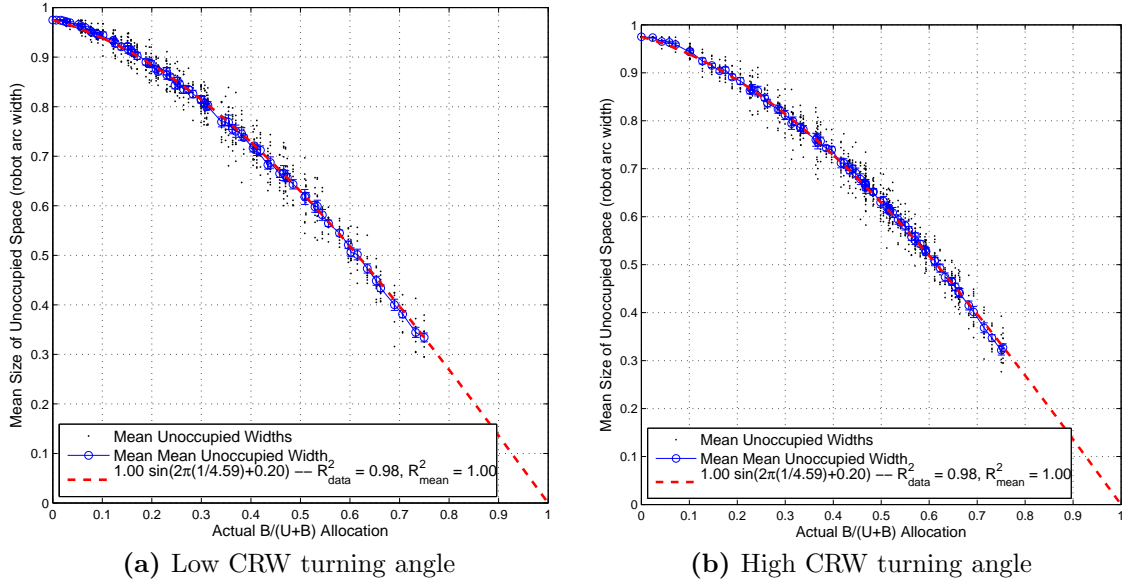 Mean Size of Unoccupied Space (robot arc width)
1
0.9
0.8
0.7
0.6
0.5
0.4
0.3
0.2
0.1
0
Mean Unoccupied Widths
Mean Mean Unoccupied Width
1.00 sin(2π(1/4.59)+0.20) –– R²data = 0.98, R²mean = 1.00
0 0.1 0.2 0.3 0.4 0.5 0.6 0.7 0.8 0.9 1
Actual B/(U+B) Allocation
(a) Low CRW turning angle
Mean Size of Unoccupied Space (robot arc width)
1
0.9
0.8
0.7
0.6
0.5
0.4
0.3
0.2
0.1
0
Mean Unoccupied Widths
Mean Mean Unoccupied Width
1.00 sin(2π(1/4.59)+0.20) –– R²data = 0.98, R²mean = 1.00
0 0.1 0.2 0.3 0.4 0.5 0.6 0.7 0.8 0.9 1
Actual B/(U+B) Allocation
(b) High CRW turning angle